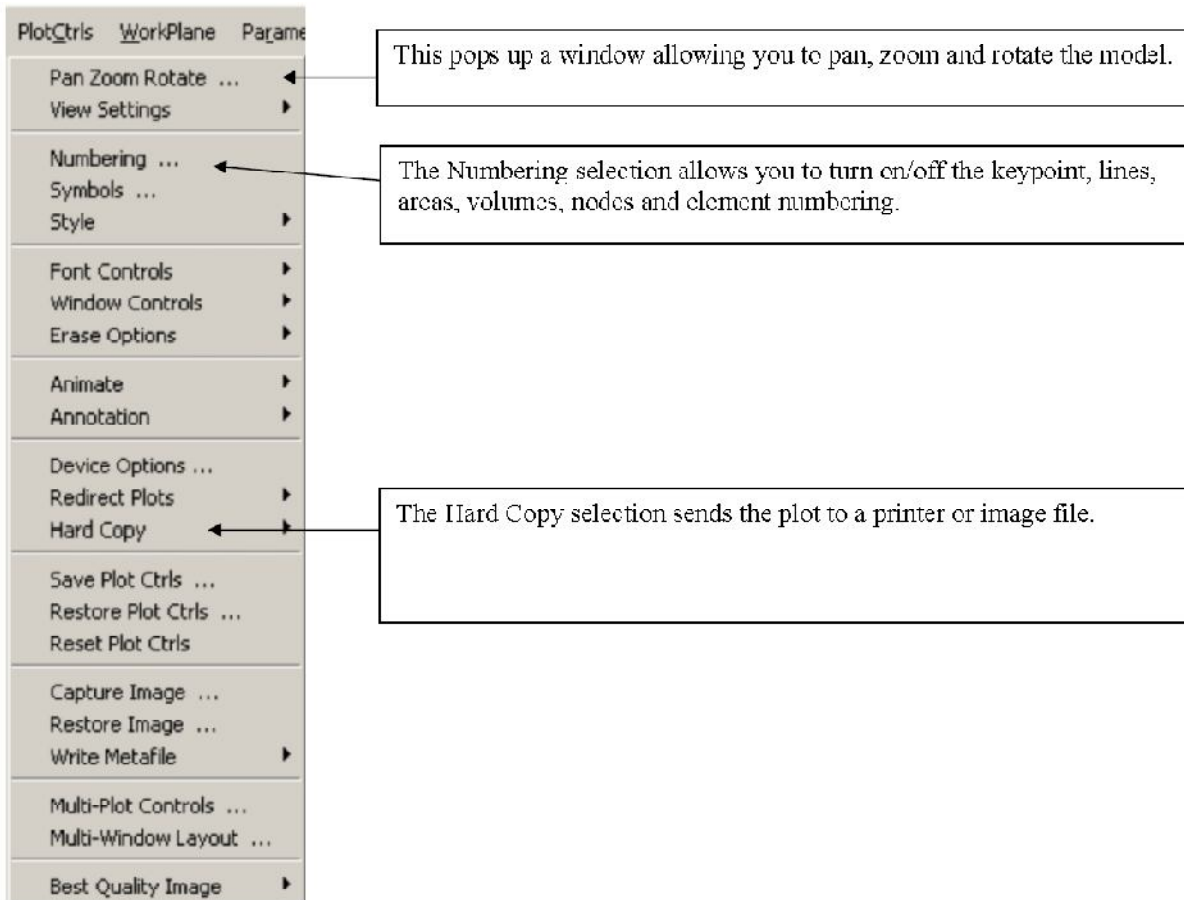 PlotCtrls WorkPlane Parame
Pan Zoom Rotate ...
View Settings
Numbering ...
Symbols ...
Style
Font Controls
Window Controls
Erase Options
Animate
Annotation
Device Options ...
Redirect Plots
Hard Copy
Save Plot Ctrls ...
Restore Plot Ctrls ...
Reset Plot Ctrls
Capture Image ...
Restore Image ...
Write Metafile
Multi-Plot Controls ...
Multi-Window Layout ...
Best Quality Image
This pops up a window allowing you to pan, zoom and rotate the model.
The Numbering selection allows you to turn on/off the keypoint, lines,
areas, volumes, nodes and element numbering.
The Hard Copy selection sends the plot to a printer or image file.